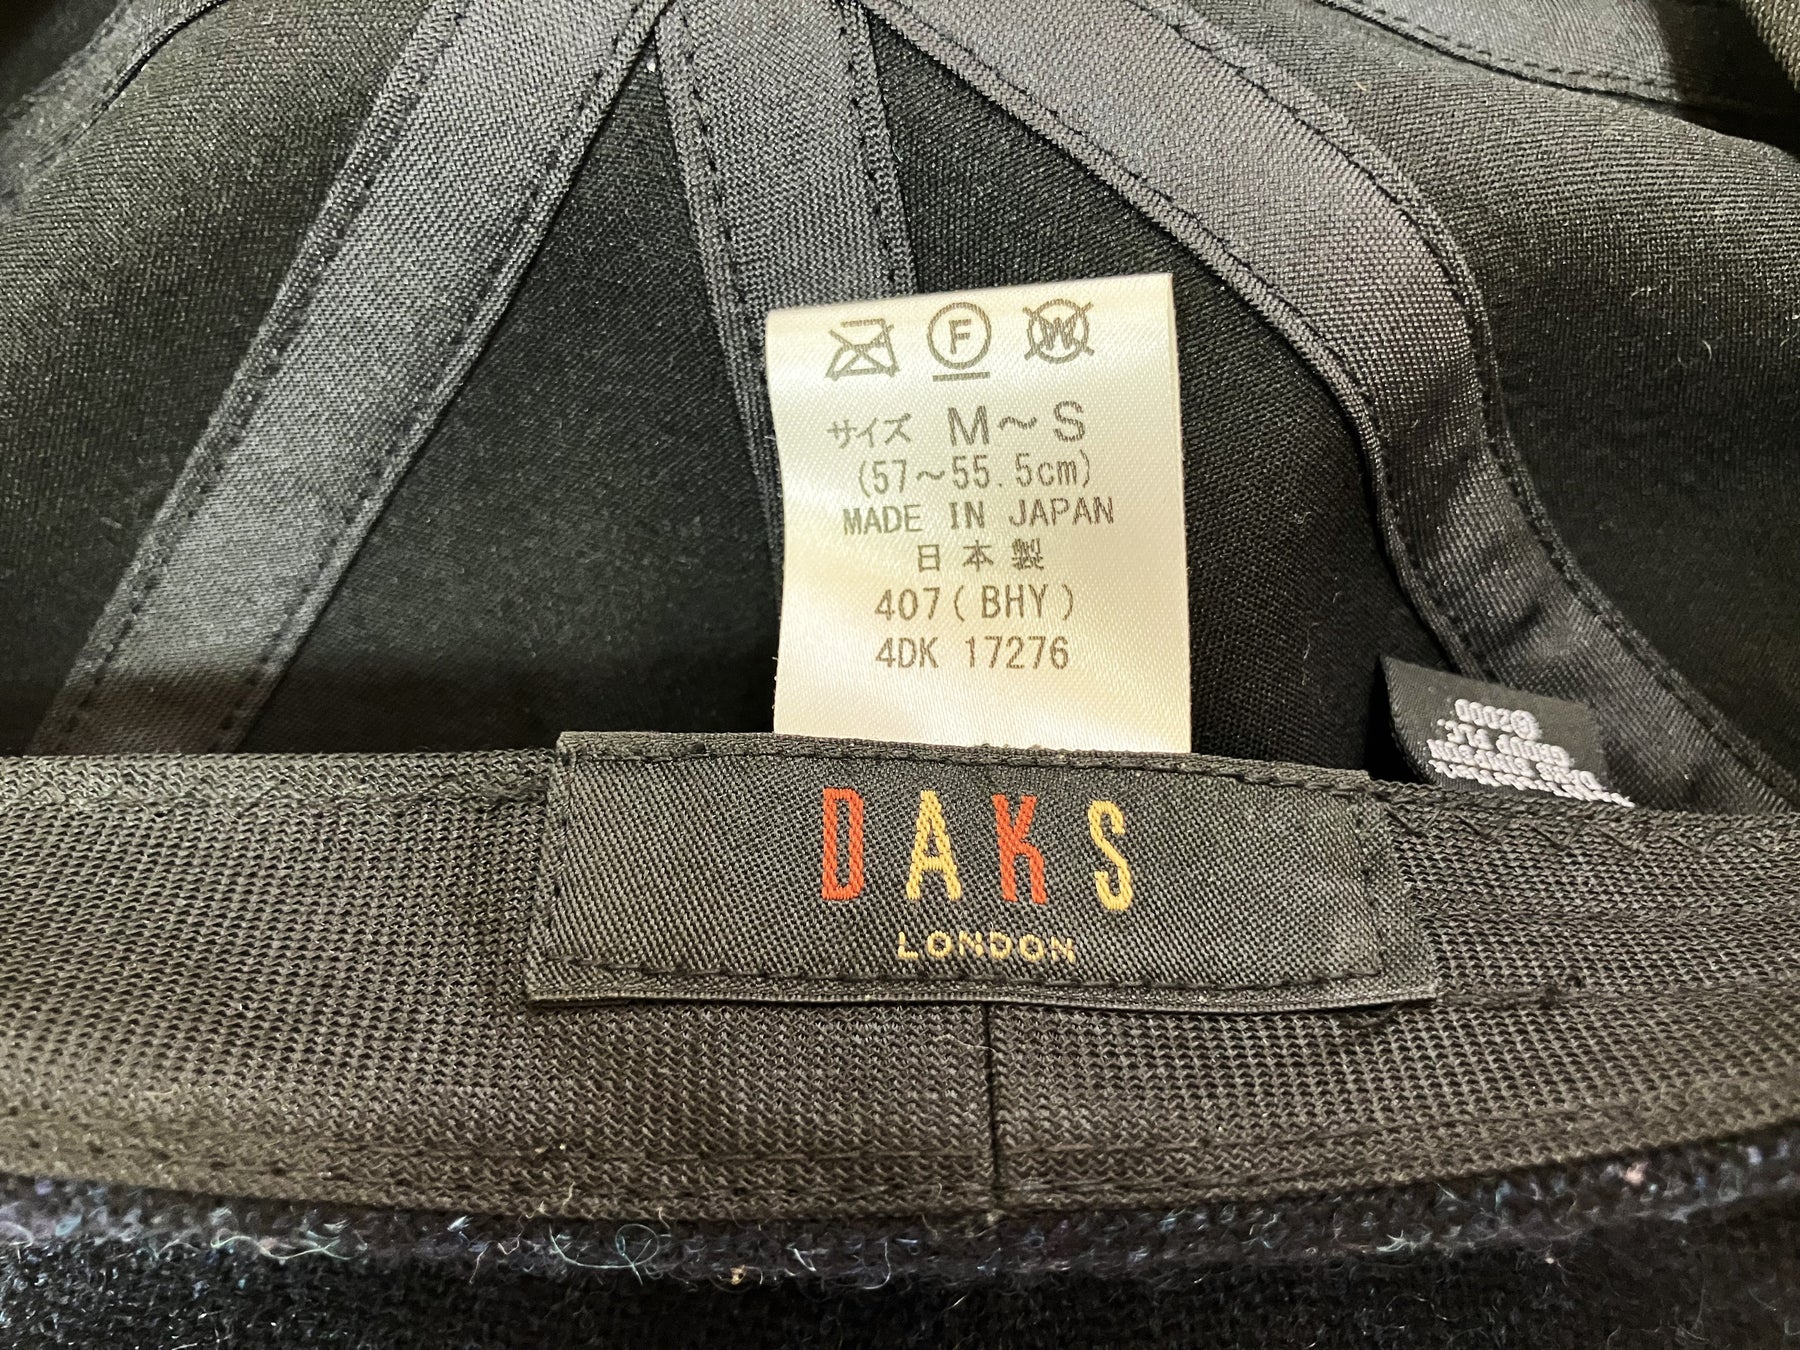 F W
サイズ M〜S
(57〜55.5cm)
MADE IN JAPAN
日本製
407(BHY)
4DK 17276
DAKS
LONDON